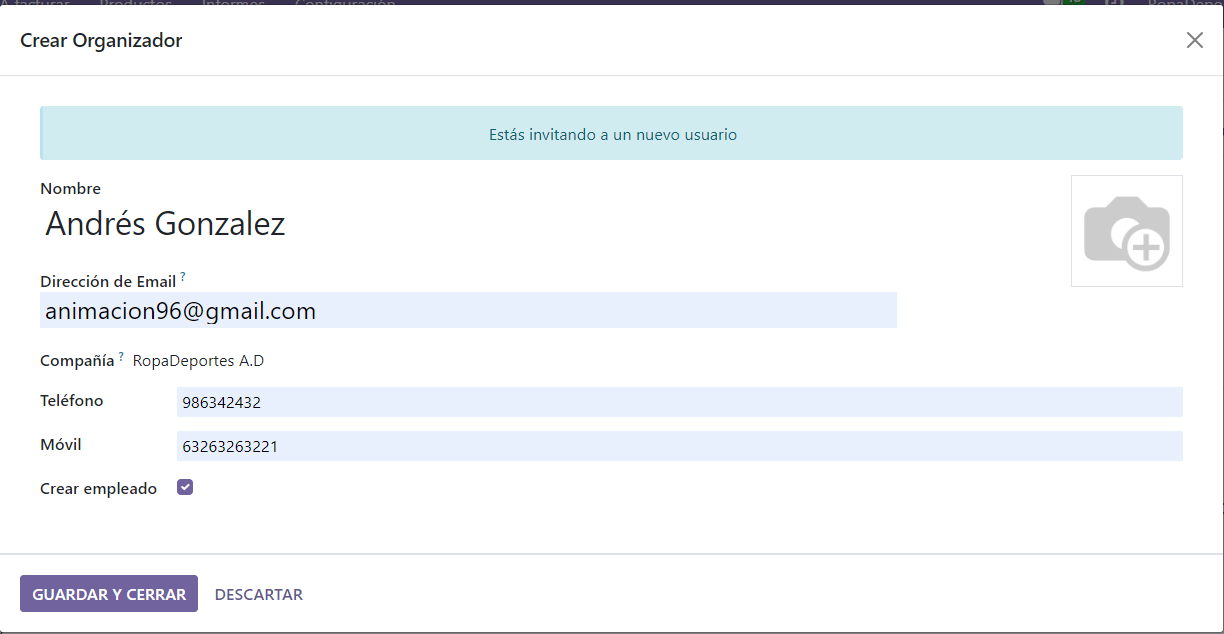 A facturar Productos Informes Configuración
Crear Organizador
Estás invitando a un nuevo usuario
Nombre
Andrés Gonzalez
Dirección de Email ?
animacion96@gmail.com
Compañía ? RopaDeportes A.D
Teléfono 986342432
Móvil 63263263221
Crear empleado
GUARDAR Y CERRAR DESCARTAR